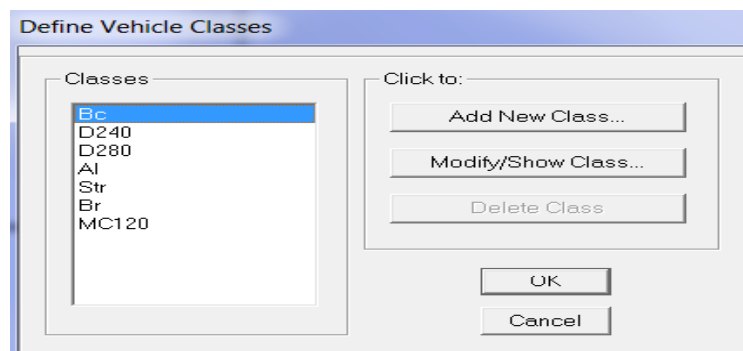 Define Vehicle Classes
Classes
Bc
D240
D280
Al
Str
Br
MC120
Click to:
Add New Class...
Modify/Show Class...
Delete Class
OK
Cancel